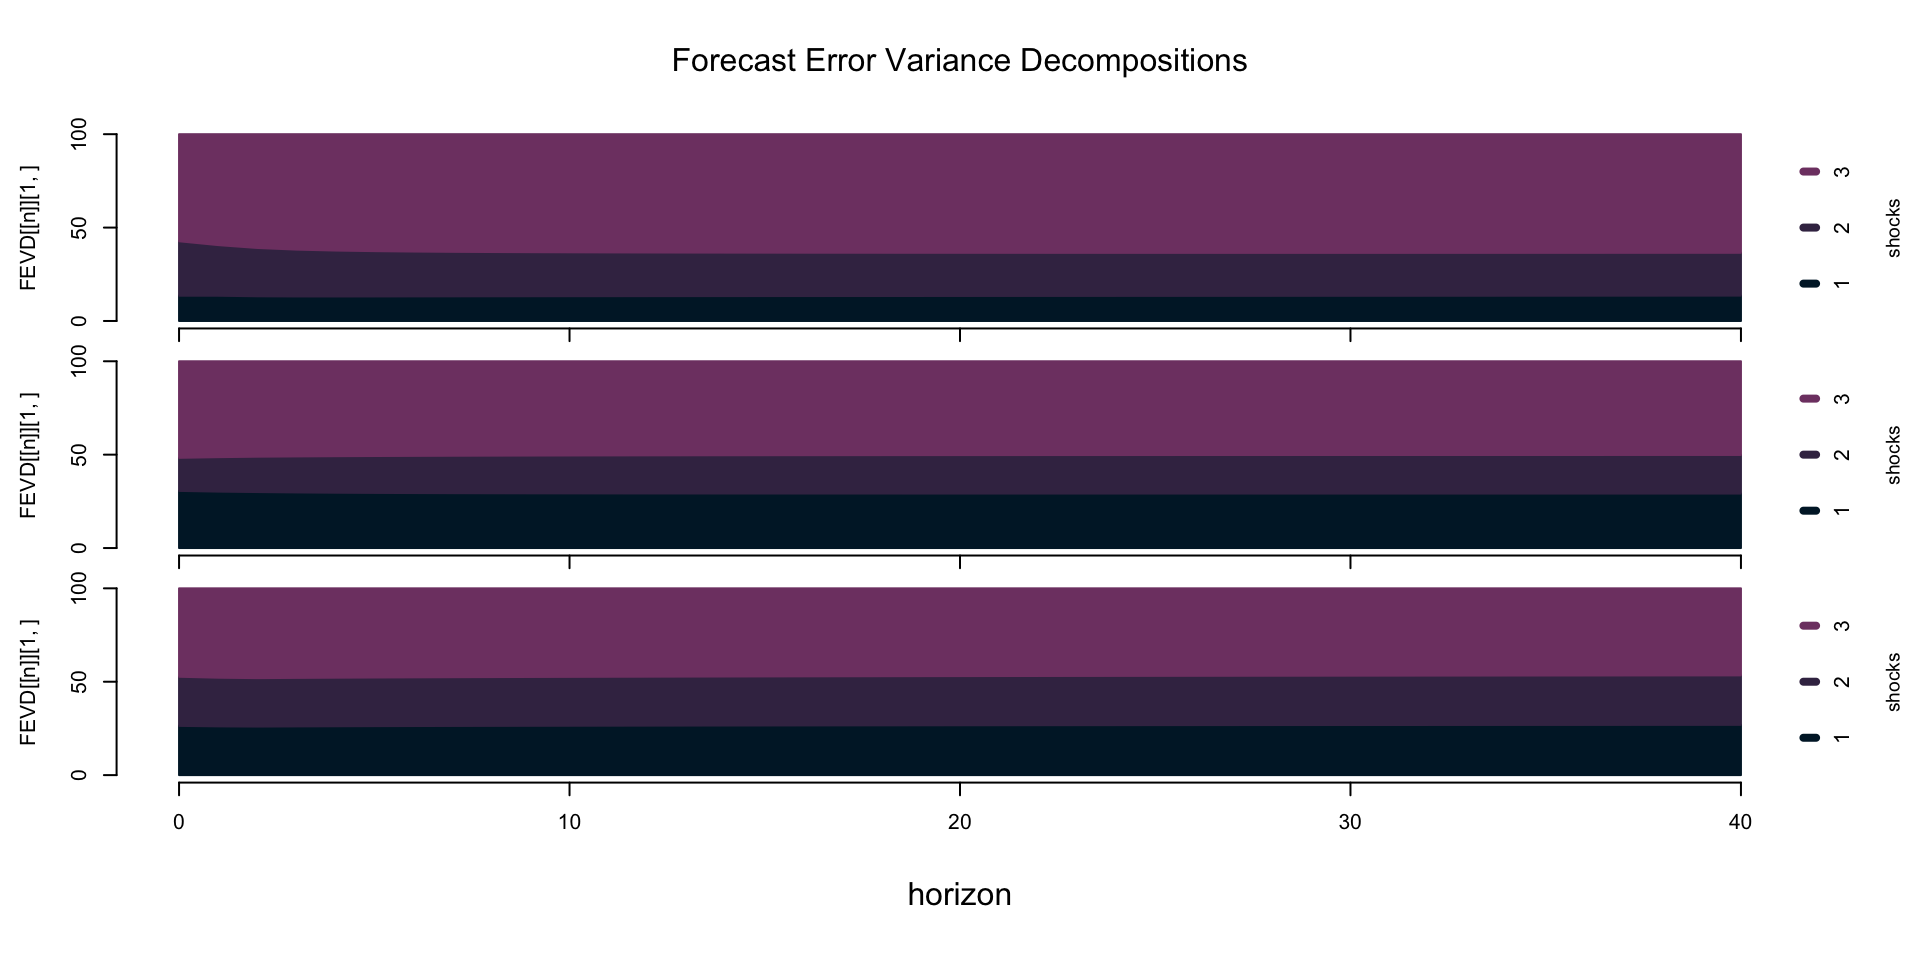 Forecast Error Variance Decompositions
FEVD[[n]][1, ]
0 50 100
3
2
1
shocks
FEVD[[n]][1, ]
0 50 100
3
2
1
shocks
FEVD[[n]][1, ]
0 50 100
3
2
1
shocks
0 10 20 30 40
horizon